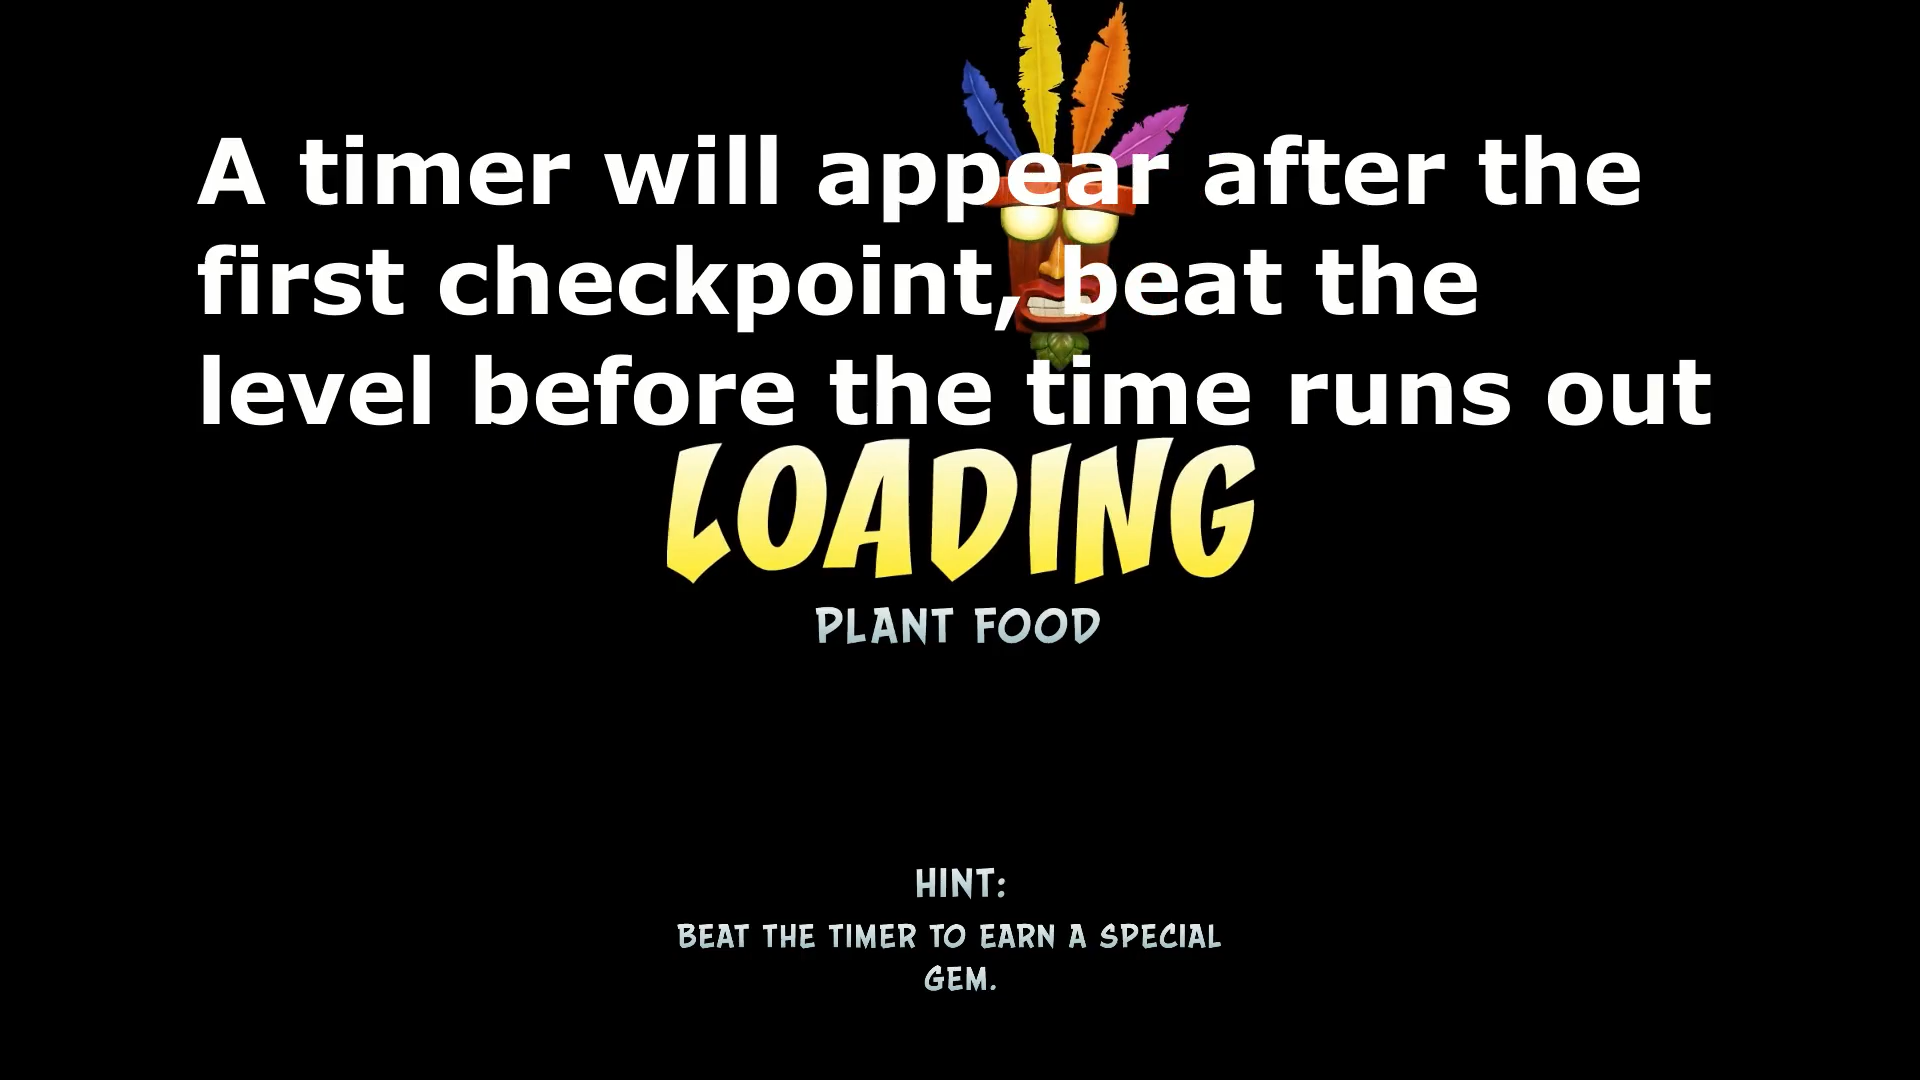 A timer will appear after the
first checkpoint, beat the
level before the time runs out
LOADING
PLANT FOOD
HINT:
BEAT THE TIMER TO EARN A SPECIAL
GEM.